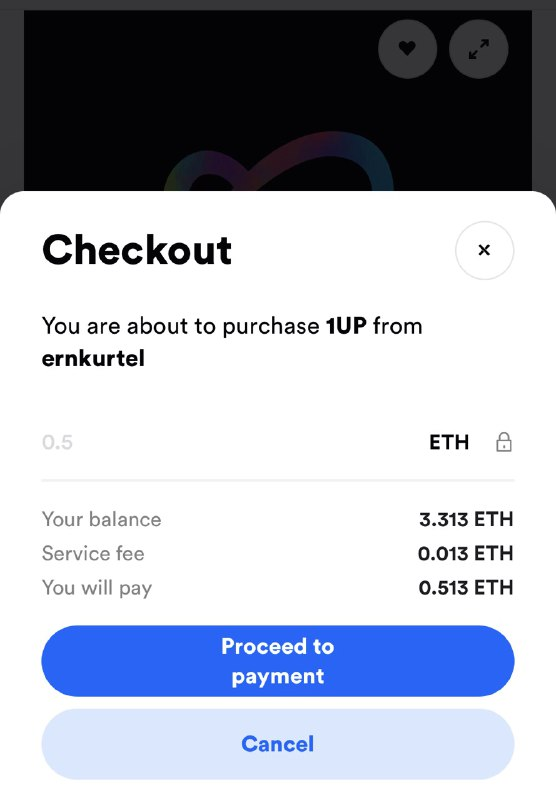 Checkout
You are about to purchase 1UP from
ernkurtel
0.5 ETH
Your balance 3.313 ETH
Service fee 0.013 ETH
You will pay 0.513 ETH
Proceed to
payment
Cancel